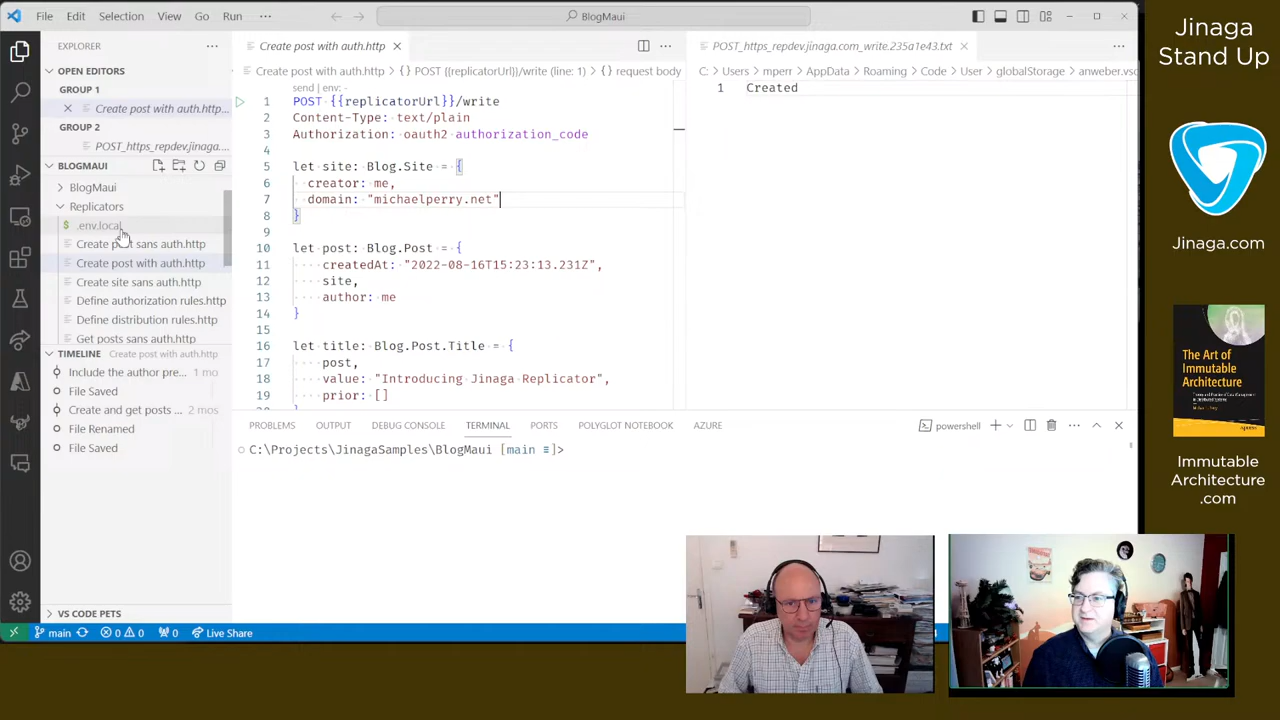 File Edit Selection View Go Run ··· BlogMaui
EXPLORER ···
OPEN EDITORS
GROUP 1
Create post with auth.http...
GROUP 2
POST_https_repdev.jinaga....
BLOGMAUI
BlogMaui
Replicators
.env.local
Create post sans auth.http
Create post with auth.http
Create site sans auth.http
Define authorization rules.http
Define distribution rules.http
Get posts sans auth.http
TIMELINE Create post with auth.http
Include the author pre... 1 mo
File Saved
Create and get posts ... 2 mos
File Renamed
File Saved
VS CODE PETS
Create post with auth.http
Create post with auth.http > {} POST {{replicatorUrl}}/write (line: 1) > request body
send | env: -
1 POST {{replicatorUrl}}/write
2 Content-Type: text/plain
3 Authorization: oauth2 authorization_code
4
5 let site: Blog.Site = {
6 creator: me,
7 domain: "michaelperry.net"
8 }
9
10 let post: Blog.Post = {
11 createdAt: "2022-08-16T15:23:13.231Z",
12 site,
13 author: me
14 }
15
16 let title: Blog.Post.Title = {
17 post,
18 value: "Introducing Jinaga Replicator",
19 prior: []
POST_https_repdev.jinaga.com_write.235a1e43.txt
C: > Users > mperr > AppData > Roaming > Code > User > globalStorage > anweber.vsc
1 Created
PROBLEMS OUTPUT DEBUG CONSOLE TERMINAL PORTS POLYGLOT NOTEBOOK AZURE powershell
C:\Projects\JinagaSamples\BlogMaui [main ≡]>
main 0 0 0 Live Share
Jinaga
Stand Up
Jinaga.com
The Art of
Immutable
Architecture
Apress
Immutable
Architecture
.com